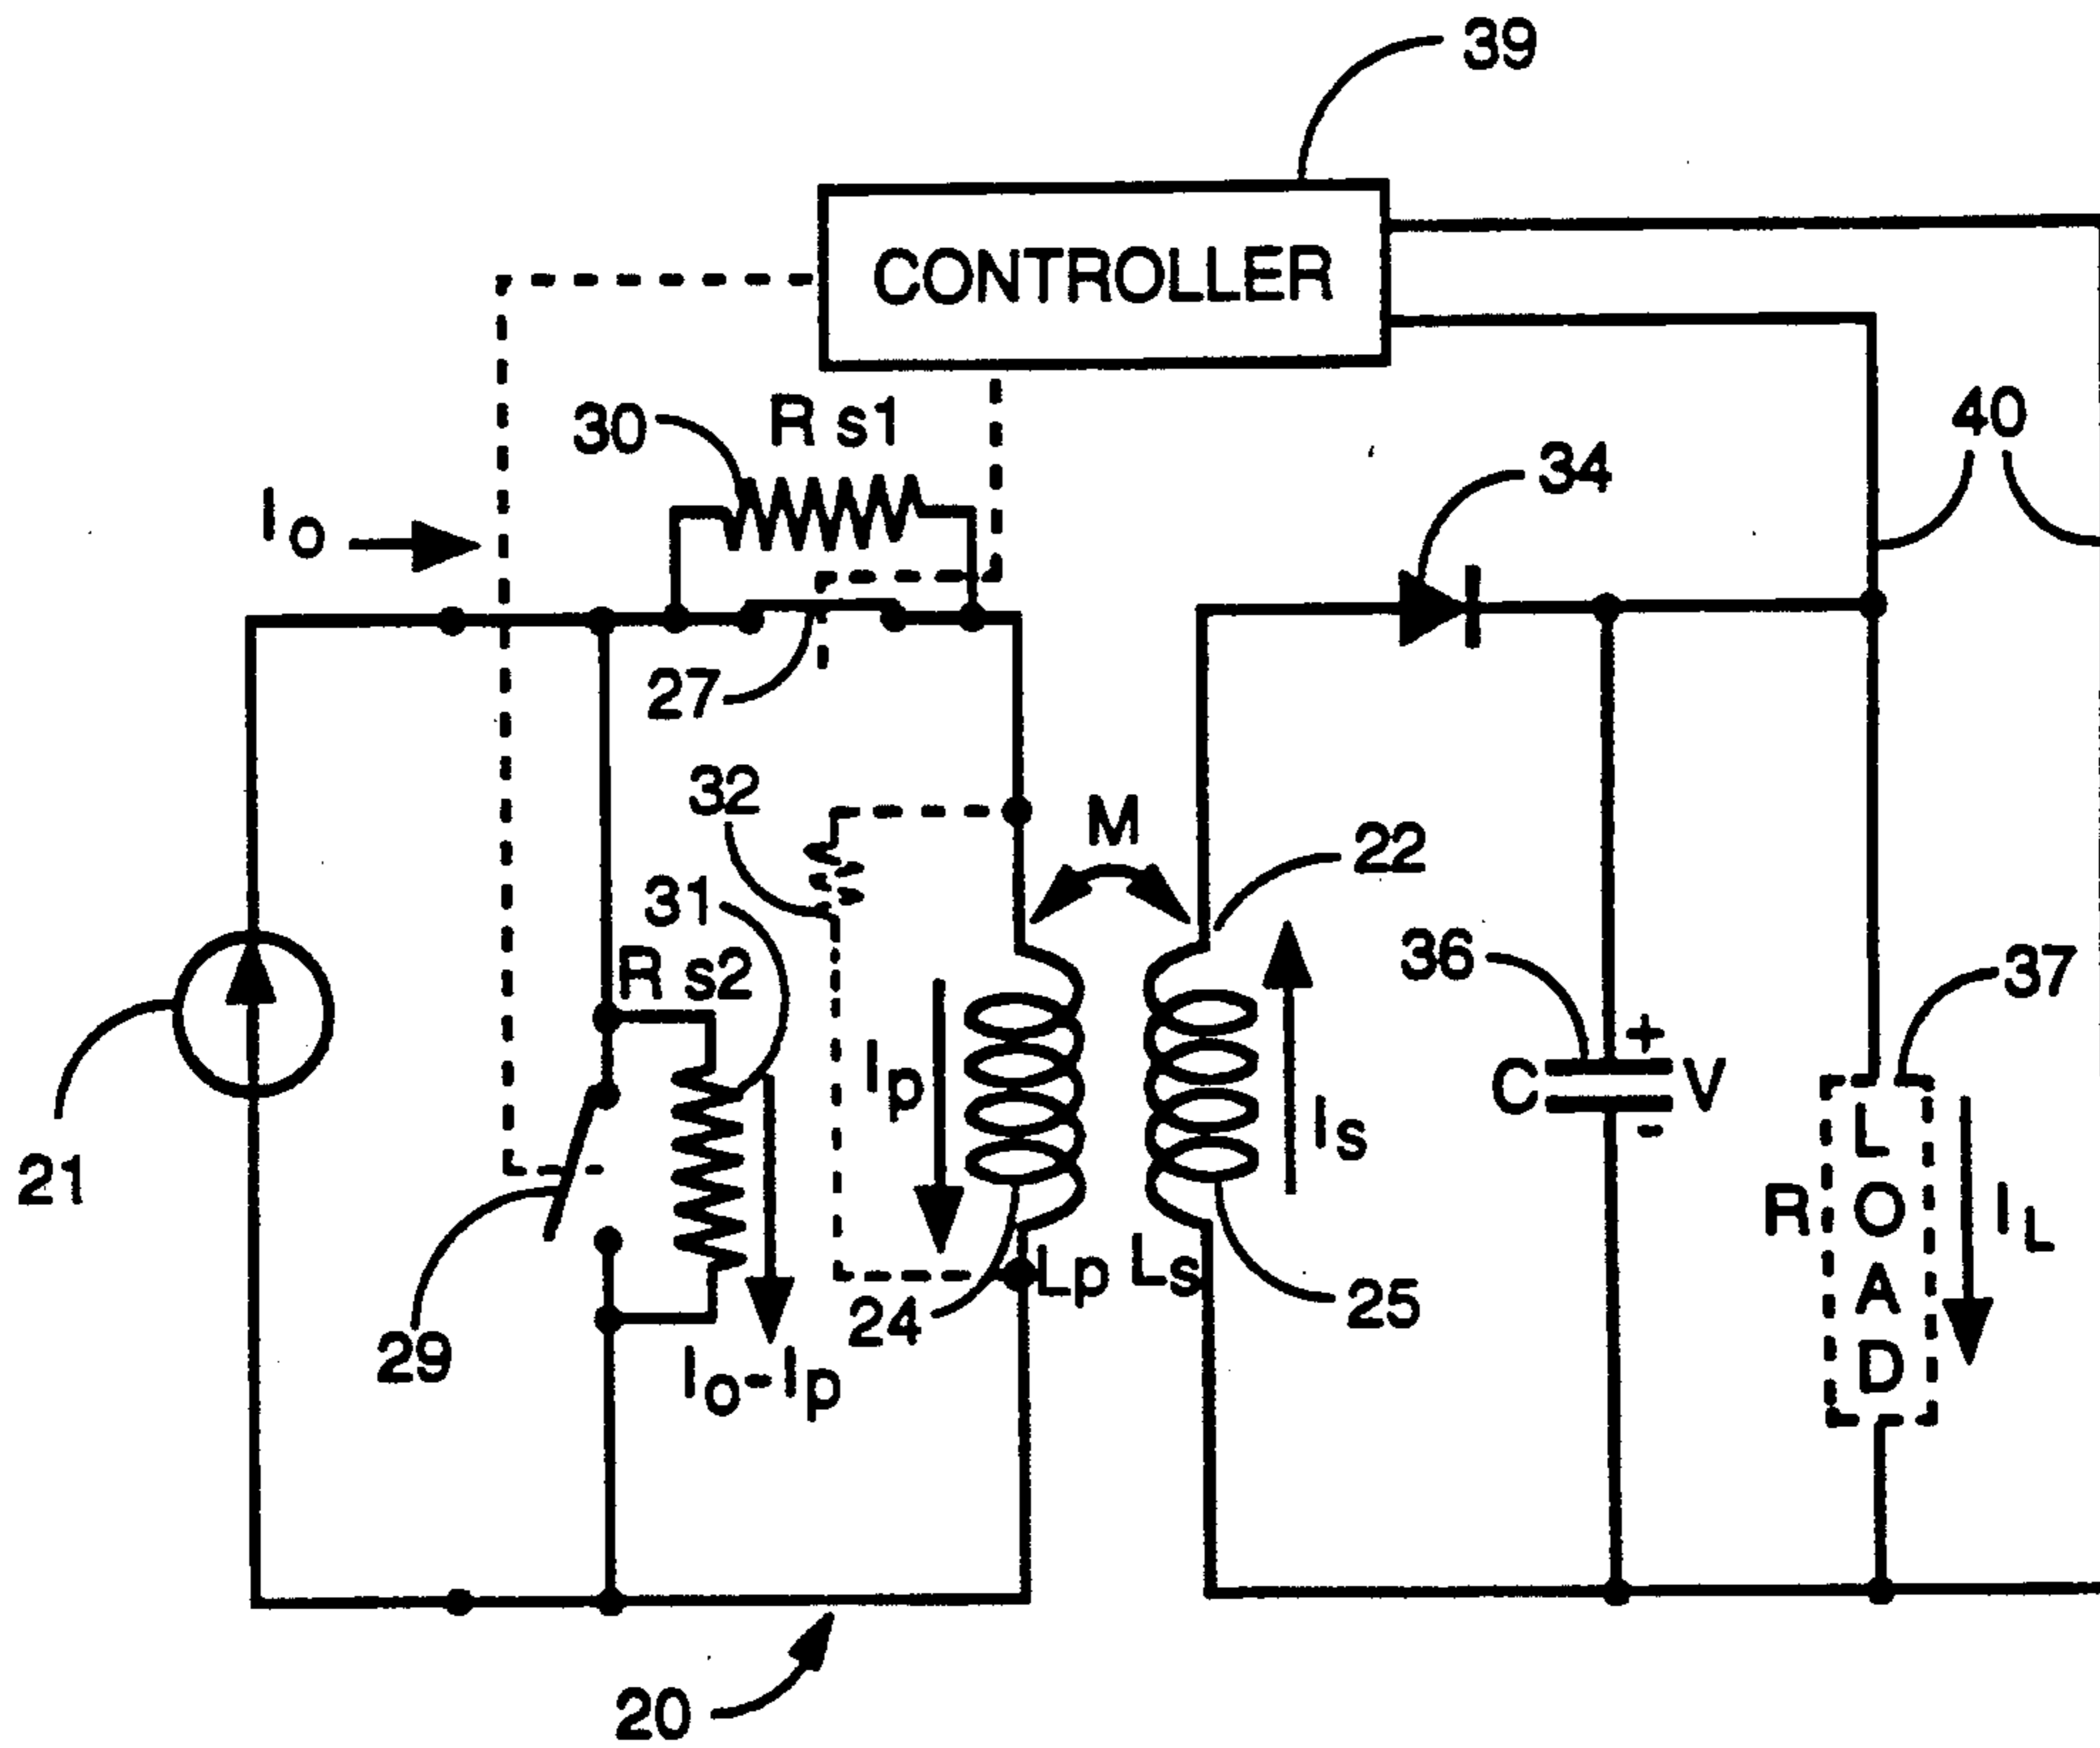 39
CONTROLLER
30
R s1
40
34
Io
27
32
M
22
31
R s2
36
37
+
C
V
-
Ip
Is
21
L
O
A
D
R
IL
29
24
Lp
Ls
25
Io-Ip
20